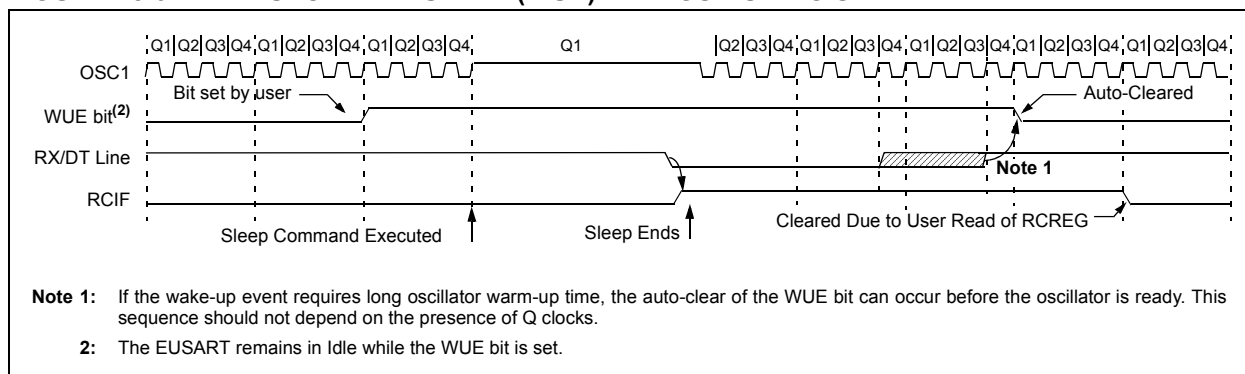 Q1 Q2 Q3 Q4 Q1 Q2 Q3 Q4 Q1 Q2 Q3 Q4 Q1 Q2 Q3 Q4 Q1 Q2 Q3 Q4 Q1 Q2 Q3 Q4 Q1 Q2 Q3 Q4 Q1 Q2 Q3 Q4
OSC1
Bit set by user
Auto-Cleared
WUE bit(2)
RX/DT Line
Note 1
RCIF
Cleared Due to User Read of RCREG
Sleep Command Executed
Sleep Ends
Note 1: If the wake-up event requires long oscillator warm-up time, the auto-clear of the WUE bit can occur before the oscillator is ready. This
sequence should not depend on the presence of Q clocks.
2: The EUSART remains in Idle while the WUE bit is set.